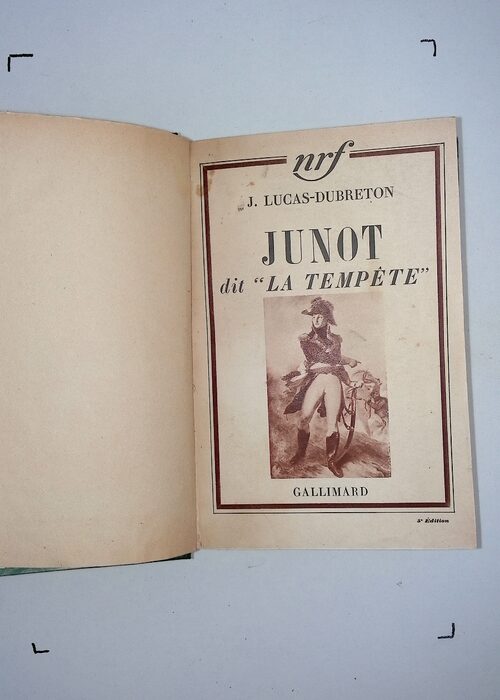 nrf
J. LUCAS-DUBRETON
JUNOT
dit "LA TEMPÊTE"
GALLIMARD
5e Édition